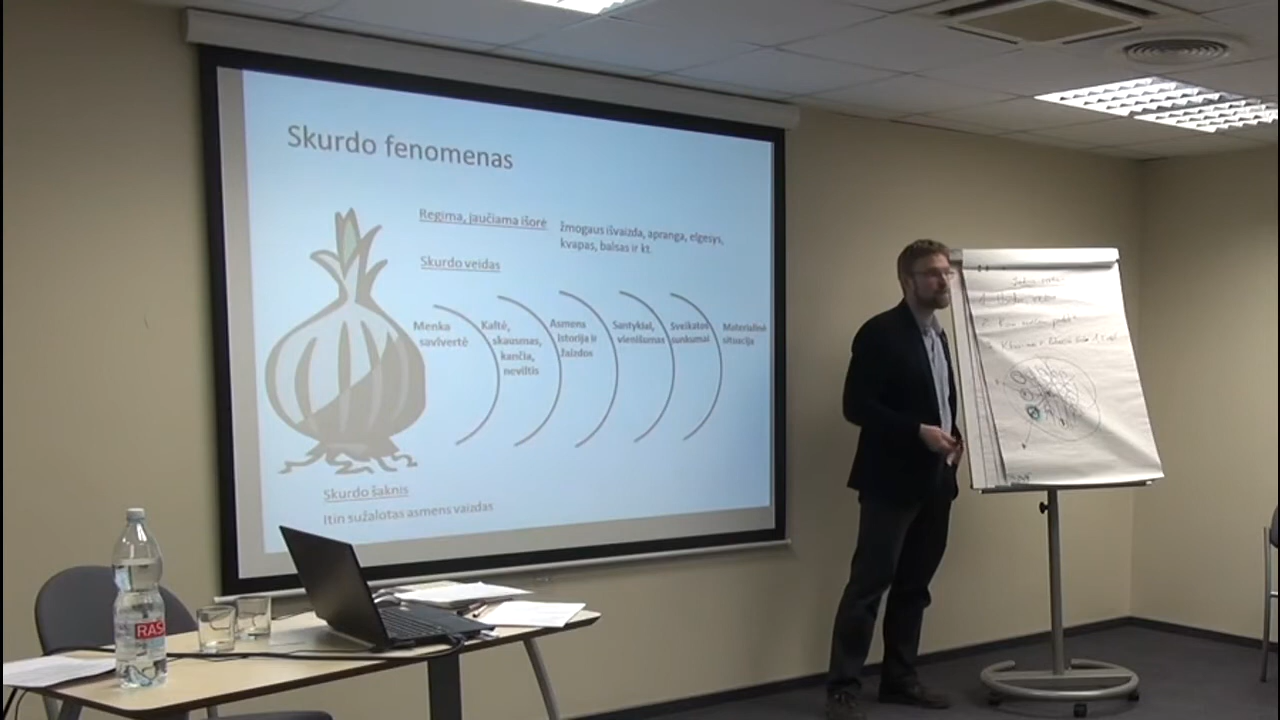 Skurdo fenomenas
Regima, jaučiama išorė
žmogaus išvaizda, apranga, elgesys,
kvapas, balsas ir kt.
Skurdo veidas
Menka
savivertė
Kaltė,
skausmas,
kančia,
neviltis
Asmens
istorija ir
žaizdos
Santykiai,
vienišumas
Sveikatos
sunkumai
Materialinė
situacija
Skurdo šaknis
Itin sužalotas asmens vaizdas
RAS